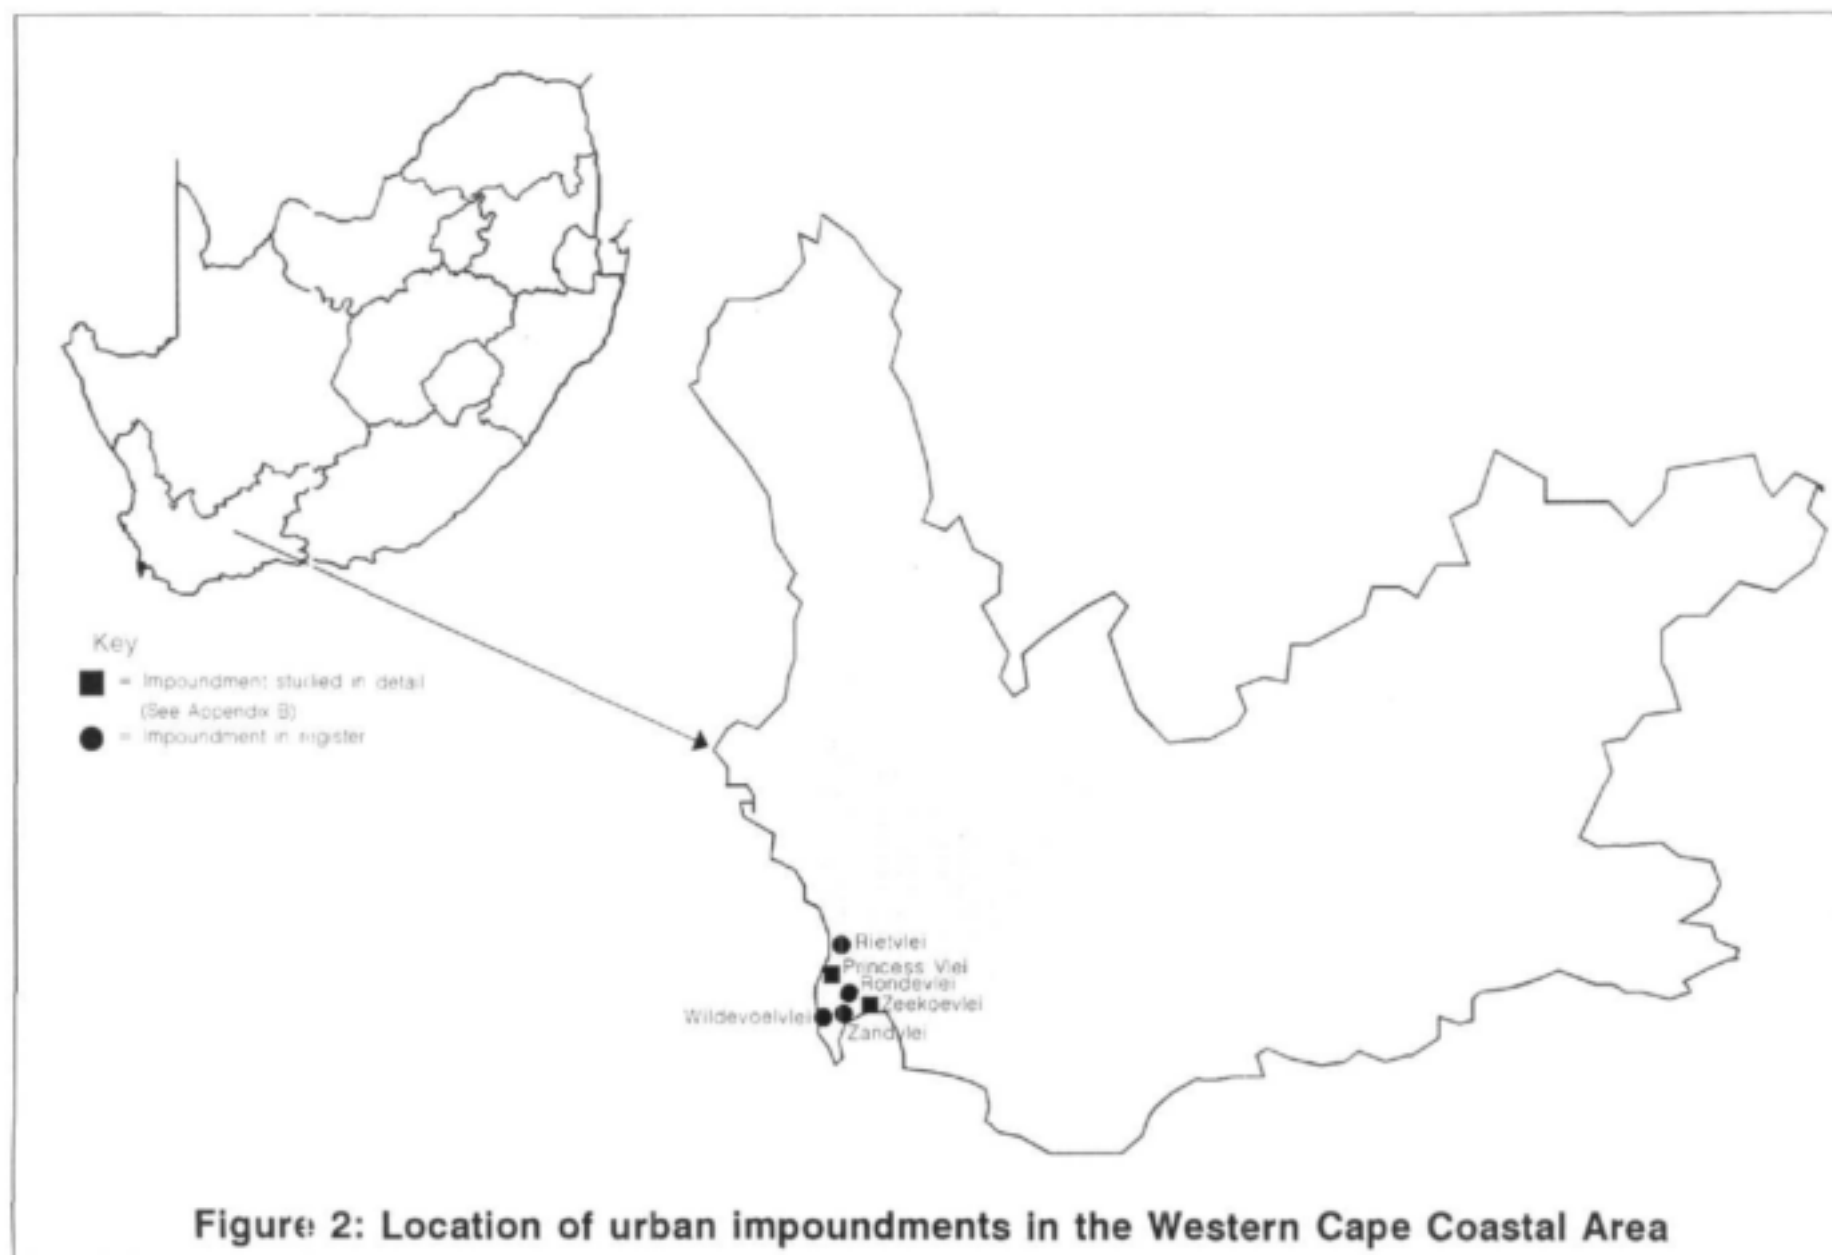 Key
= Impoundment studied in detail
(See Appendix B)
= Impoundment in register
Rietvlei
Princess Vlei
Rondevlei
Zeekoevlei
Wildevoelvlei
Zandvlei
Figure 2: Location of urban impoundments in the Western Cape Coastal Area